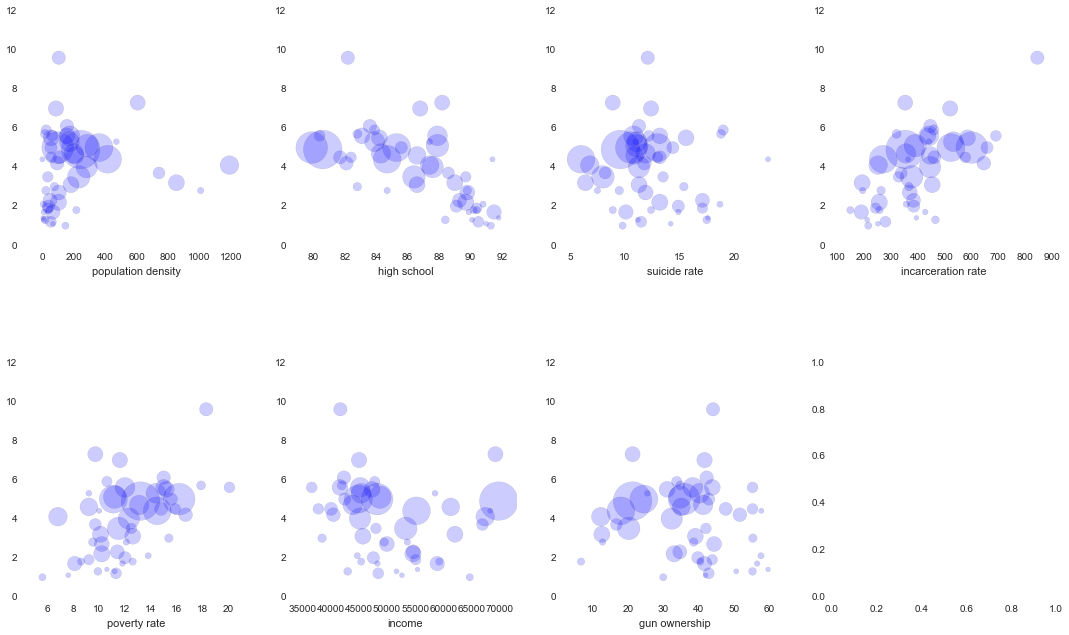 12 12 12 12
10 10 10 10
8 8 8 8
6 6 6 6
4 4 4 4
2 2 2 2
0 0 0 0
0 200 400 600 800 1000 1200 80 82 84 86 88 90 92 5 10 15 20 100 200 300 400 500 600 700 800 900
population density high school suicide rate incarceration rate
12 12 12 1.0
10 10 10 0.8
8 8 8 0.6
6 6 6 0.4
4 4 4 0.2
2 2 2 0.0
0 0 0
6 8 10 12 14 16 18 20 35000 40000 45000 50000 55000 60000 65000 70000 10 20 30 40 50 60 0.0 0.2 0.4 0.6 0.8 1.0
poverty rate income gun ownership